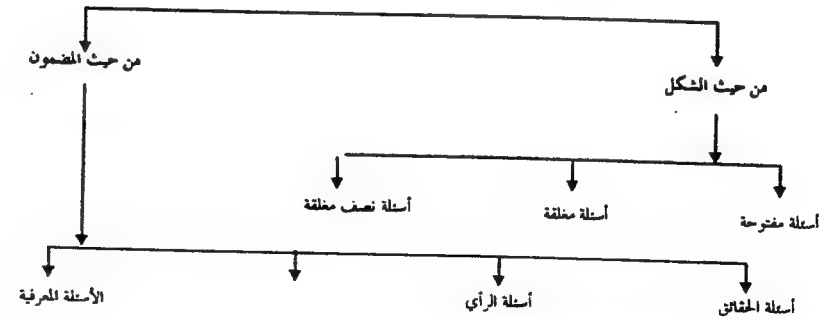 من حيث الشكل
من حيث المضمون
أسئلة مفتوحة
أسئلة مغلقة
أسئلة نصف مغلقة
أسئلة الحقائق
أسئلة الرأي
الأسئلة المعرفية